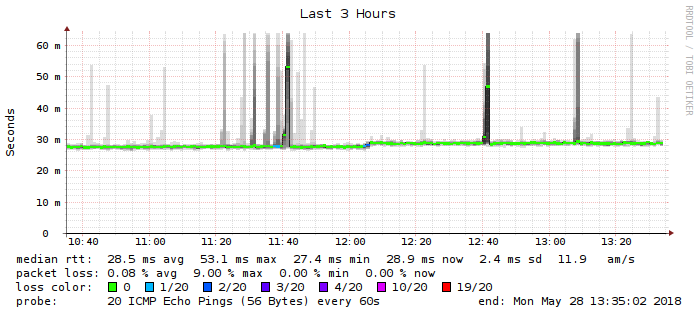 Last 3 Hours
RRDTOOL / TOBI OETIKER
Seconds
60 m
50 m
40 m
30 m
20 m
10 m
0
10:40 11:00 11:20 11:40 12:00 12:20 12:40 13:00 13:20
median rtt: 28.5 ms avg 53.1 ms max 27.4 ms min 28.9 ms now 2.4 ms sd 11.9 am/s
packet loss: 0.08 % avg 9.00 % max 0.00 % min 0.00 % now
loss color: 0 1/20 2/20 3/20 4/20 10/20 19/20
probe: 20 ICMP Echo Pings (56 Bytes) every 60s end: Mon May 28 13:35:02 2018